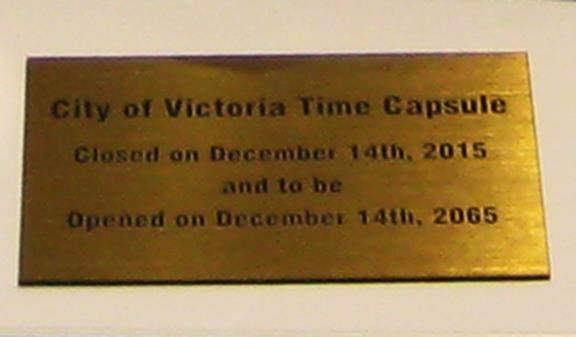 City of Victoria Time Capsule
Closed on December 14th, 2015
and to be
Opened on December 14th, 2065